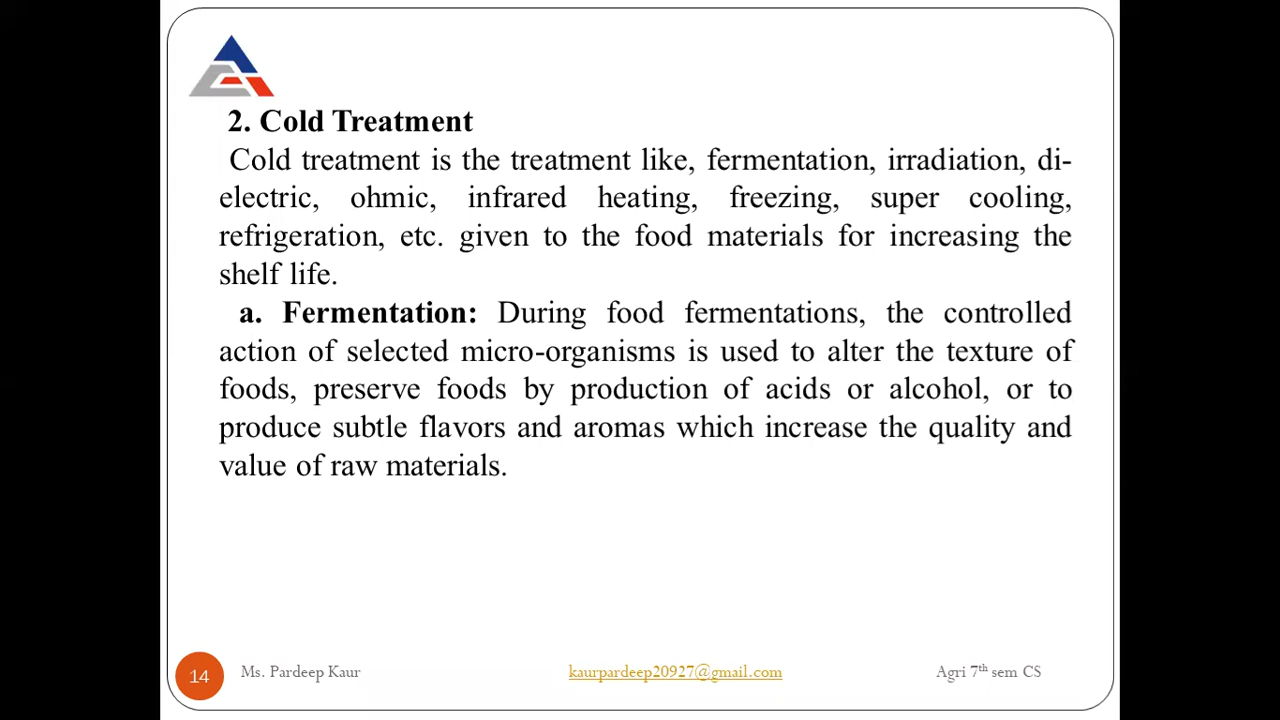 2. Cold Treatment
Cold treatment is the treatment like, fermentation, irradiation, di-
electric, ohmic, infrared heating, freezing, super cooling,
refrigeration, etc. given to the food materials for increasing the
shelf life.
a. Fermentation: During food fermentations, the controlled
action of selected micro-organisms is used to alter the texture of
foods, preserve foods by production of acids or alcohol, or to
produce subtle flavors and aromas which increase the quality and
value of raw materials.
14 Ms. Pardeep Kaur kaurpardeep20927@gmail.com Agri 7th sem CS